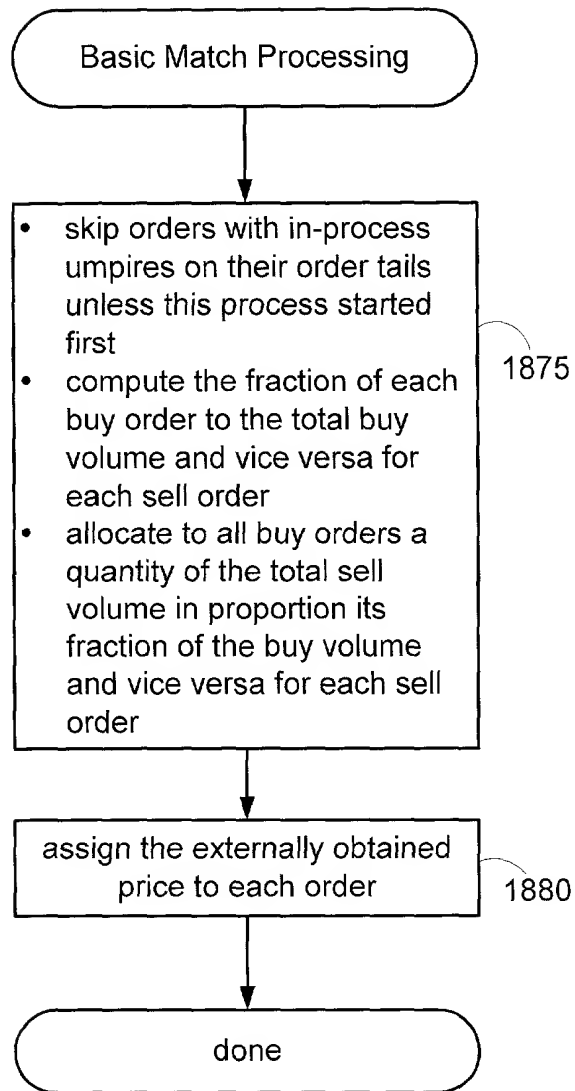 Basic Match Processing
• skip orders with in-process
umpires on their order tails
unless this process started
first
• compute the fraction of each
buy order to the total buy
volume and vice versa for
each sell order
• allocate to all buy orders a
quantity of the total sell
volume in proportion its
fraction of the buy volume
and vice versa for each sell
order
1875
assign the externally obtained
price to each order
1880
done